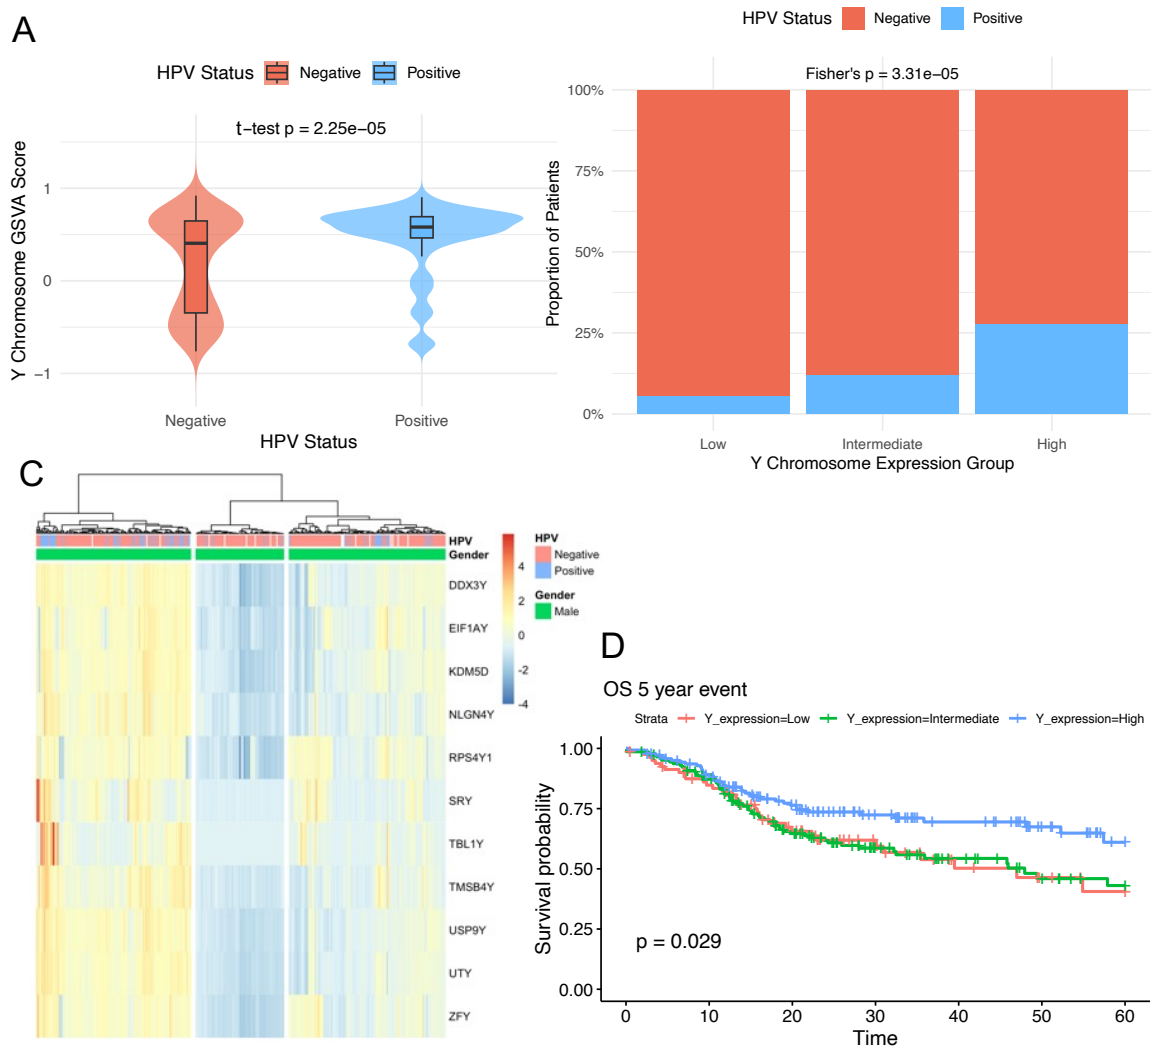 A
HPV Status Negative Positive
t-test p = 2.25e-05
Y Chromosome GSVA Score
1
0
−1
Negative Positive
HPV Status
HPV Status Negative Positive
Fisher's p = 3.31e-05
Proportion of Patients
100%
75%
50%
25%
0%
Low Intermediate High
Y Chromosome Expression Group
C
HPV
Gender
DDX3Y
EIF1AY
KDM5D
NLGN4Y
RPS4Y1
SRY
TBL1Y
TMSB4Y
USP9Y
UTY
ZFY
4
2
0
-2
-4
HPV
Negative
Positive
Gender
Male
D
OS 5 year event
Strata Y_expression=Low Y_expression=Intermediate Y_expression=High
Survival probability
1.00
0.75
0.50
0.25
0.00
p = 0.029
0 10 20 30 40 50 60
Time